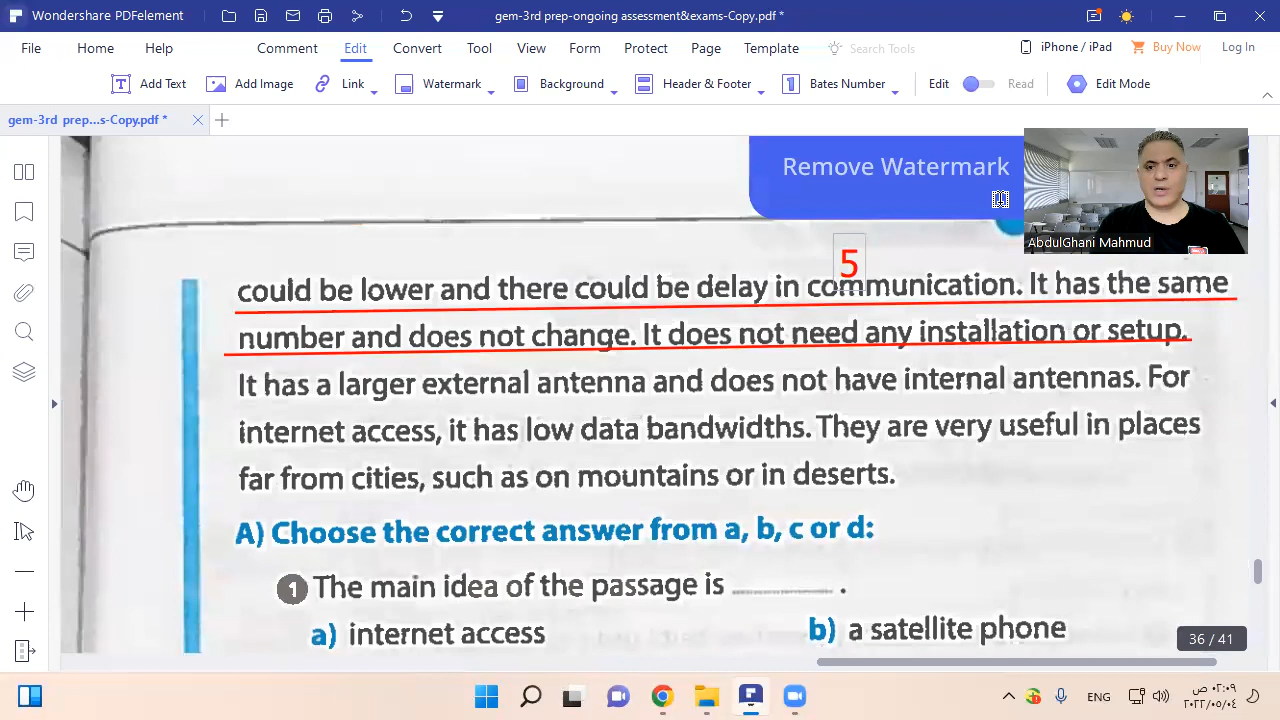 Wondershare PDFelement
gem-3rd prep-ongoing assessment&exams-Copy.pdf *
File Home Help Comment Edit Convert Tool View Form Protect Page Template Search Tools iPhone / iPad Buy Now Log In
Add Text Add Image Link Watermark Background Header & Footer Bates Number Edit Read Edit Mode
gem-3rd prep...s-Copy.pdf *
Remove Watermark
AbdulGhani Mahmud
5
could be lower and there could be delay in communication. It has the same
number and does not change. It does not need any installation or setup.
It has a larger external antenna and does not have internal antennas. For
internet access, it has low data bandwidths. They are very useful in places
far from cities, such as on mountains or in deserts.
A) Choose the correct answer from a, b, c or d:
1 The main idea of the passage is .......... .
a) internet access b) a satellite phone
36 / 41
ENG ٠٢:٠٩ ص
٢٠٢٢/٠٥/٠٤